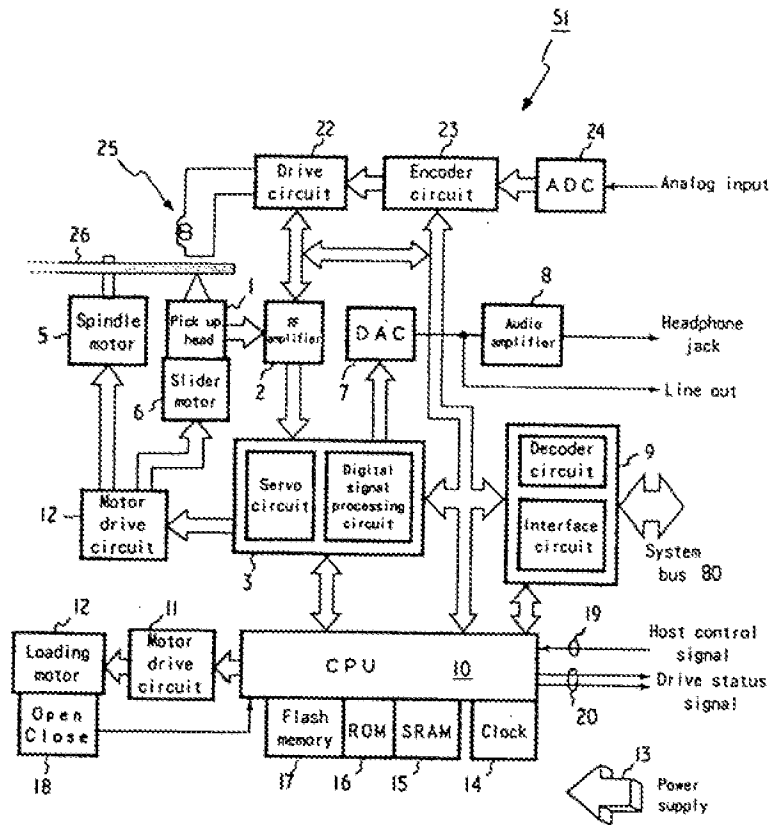 S1
22
23
24
25
Drive
circuit
Encoder
circuit
ADC
Analog input
26
1
8
5
Spindle
motor
Pick up
head
RF
amplifier
DAC
Audio
amplifier
Headphone
jack
2
7
Line out
6
Slider
motor
9
Decoder
circuit
Servo
circuit
Digital
signal
processing
circuit
12
Motor
drive
circuit
Interface
circuit
3
System
bus 80
12
11
19
Loading
motor
Motor
drive
circuit
CPU
10
Host control
signal
Drive status
signal
20
Open
Close
Flash
memory
ROM
SRAM
Clock
18
17
16
15
14
13
Power
supply